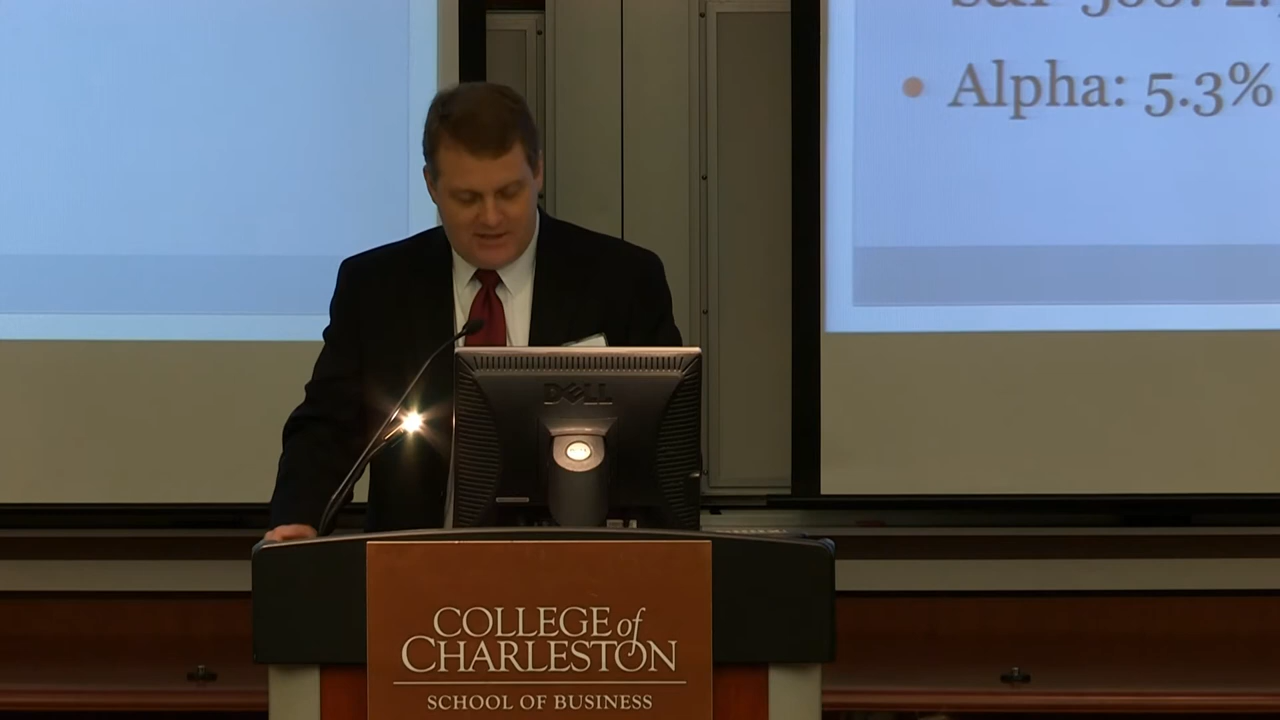 • Alpha: 5.3%
DELL
COLLEGE of
CHARLESTON
SCHOOL OF BUSINESS